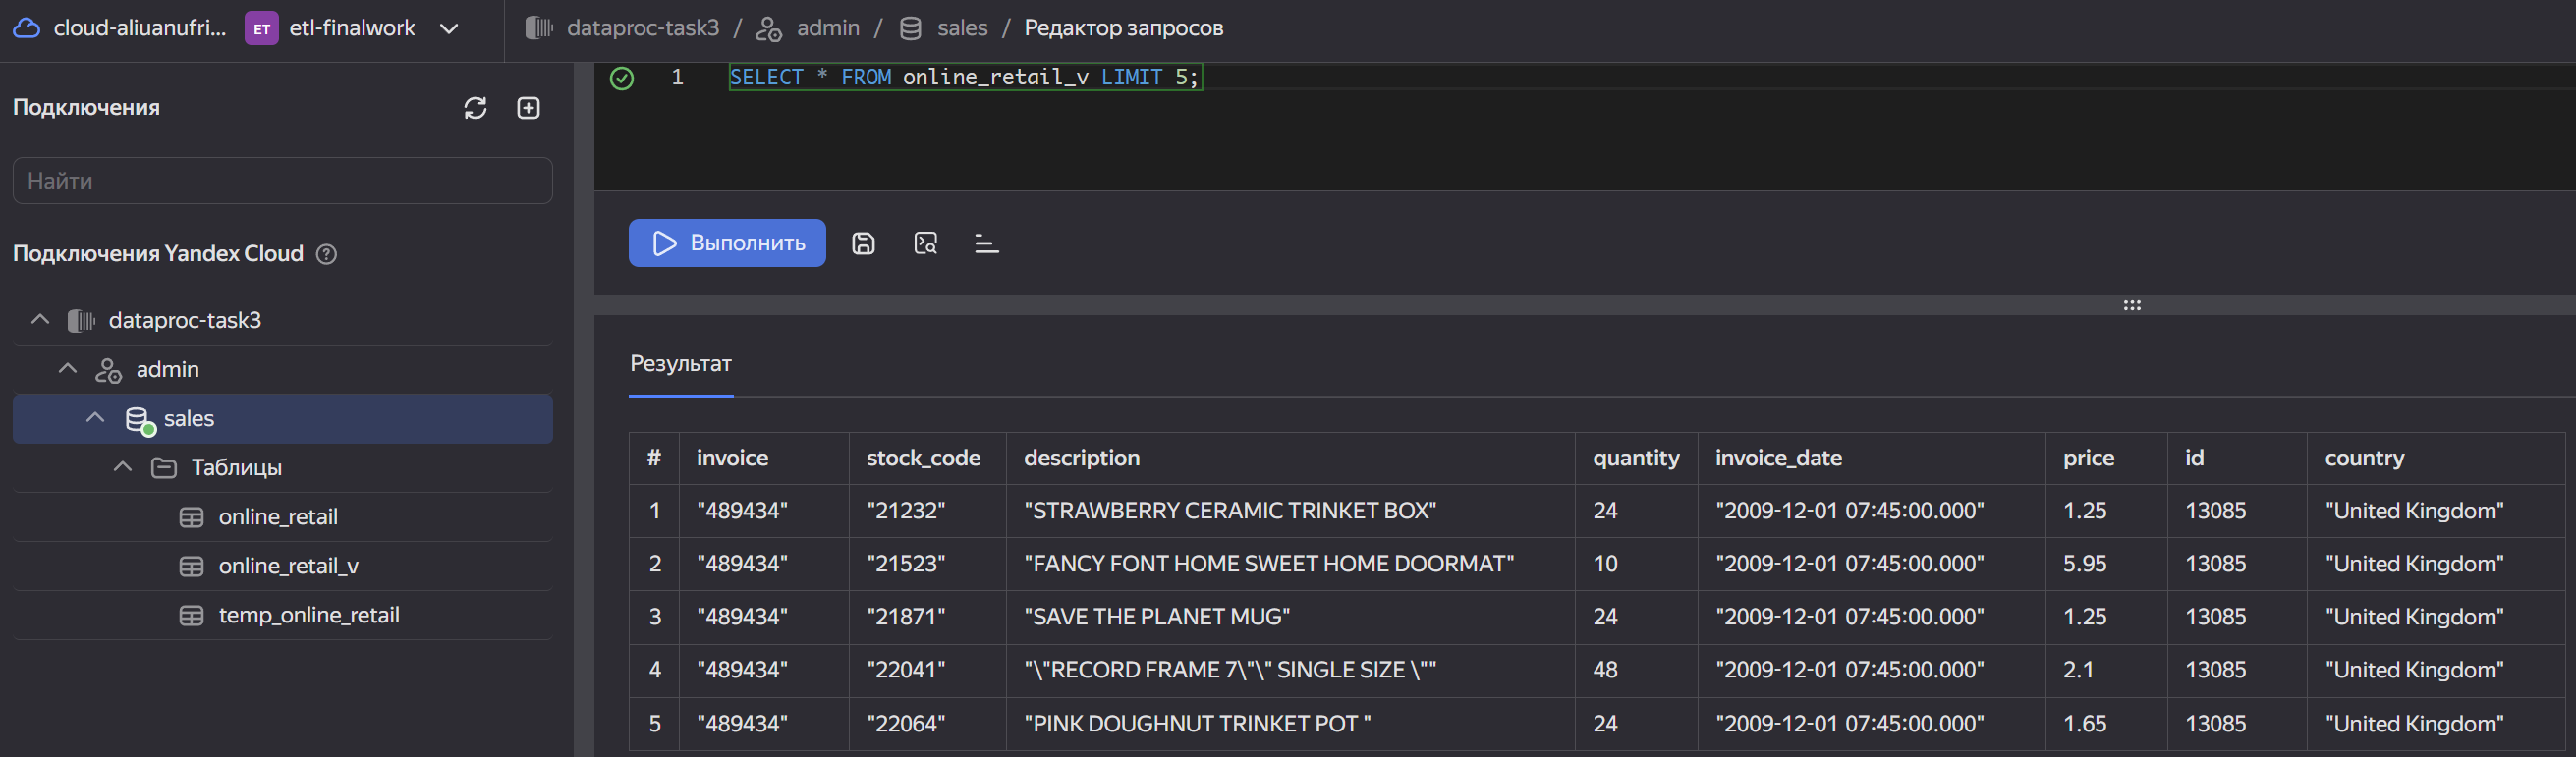 cloud-aliuanufri... ET etl-finalwork
dataproc-task3 / admin / sales / Редактор запросов
Подключения
Найти
Подключения Yandex Cloud
dataproc-task3
admin
sales
Таблицы
online_retail
online_retail_v
temp_online_retail
1 SELECT * FROM online_retail_v LIMIT 5;
Выполнить
Результат
# invoice stock_code description quantity invoice_date price id country
1 "489434" "21232" "STRAWBERRY CERAMIC TRINKET BOX" 24 "2009-12-01 07:45:00.000" 1.25 13085 "United Kingdom"
2 "489434" "21523" "FANCY FONT HOME SWEET HOME DOORMAT" 10 "2009-12-01 07:45:00.000" 5.95 13085 "United Kingdom"
3 "489434" "21871" "SAVE THE PLANET MUG" 24 "2009-12-01 07:45:00.000" 1.25 13085 "United Kingdom"
4 "489434" "22041" "\"RECORD FRAME 7\"\" SINGLE SIZE \"" 48 "2009-12-01 07:45:00.000" 2.1 13085 "United Kingdom"
5 "489434" "22064" "PINK DOUGHNUT TRINKET POT " 24 "2009-12-01 07:45:00.000" 1.65 13085 "United Kingdom"